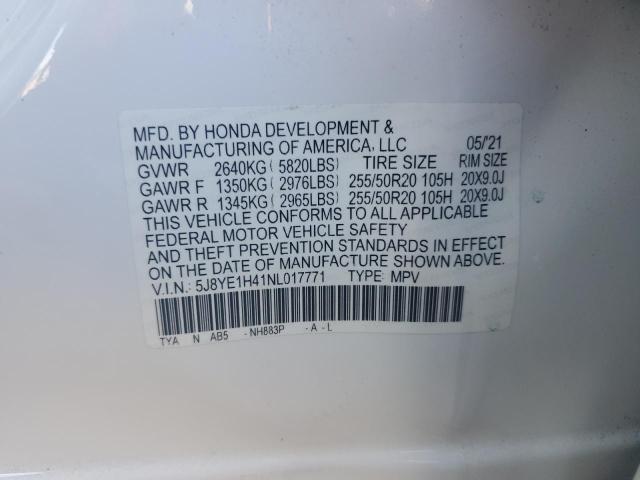 MFD. BY HONDA DEVELOPMENT &
MANUFACTURING OF AMERICA, LLC 05/'21
GVWR 2640KG ( 5820LBS) TIRE SIZE RIM SIZE
GAWR F 1350KG ( 2976LBS) 255/50R20 105H 20X9.0J
GAWR R 1345KG ( 2965LBS) 255/50R20 105H 20X9.0J
THIS VEHICLE CONFORMS TO ALL APPLICABLE
FEDERAL MOTOR VEHICLE SAFETY
AND THEFT PREVENTION STANDARDS IN EFFECT
ON THE DATE OF MANUFACTURE SHOWN ABOVE.
V.I.N.: 5J8YE1H41NL017771 TYPE: MPV
TYA N AB5 -NH883P -A-L